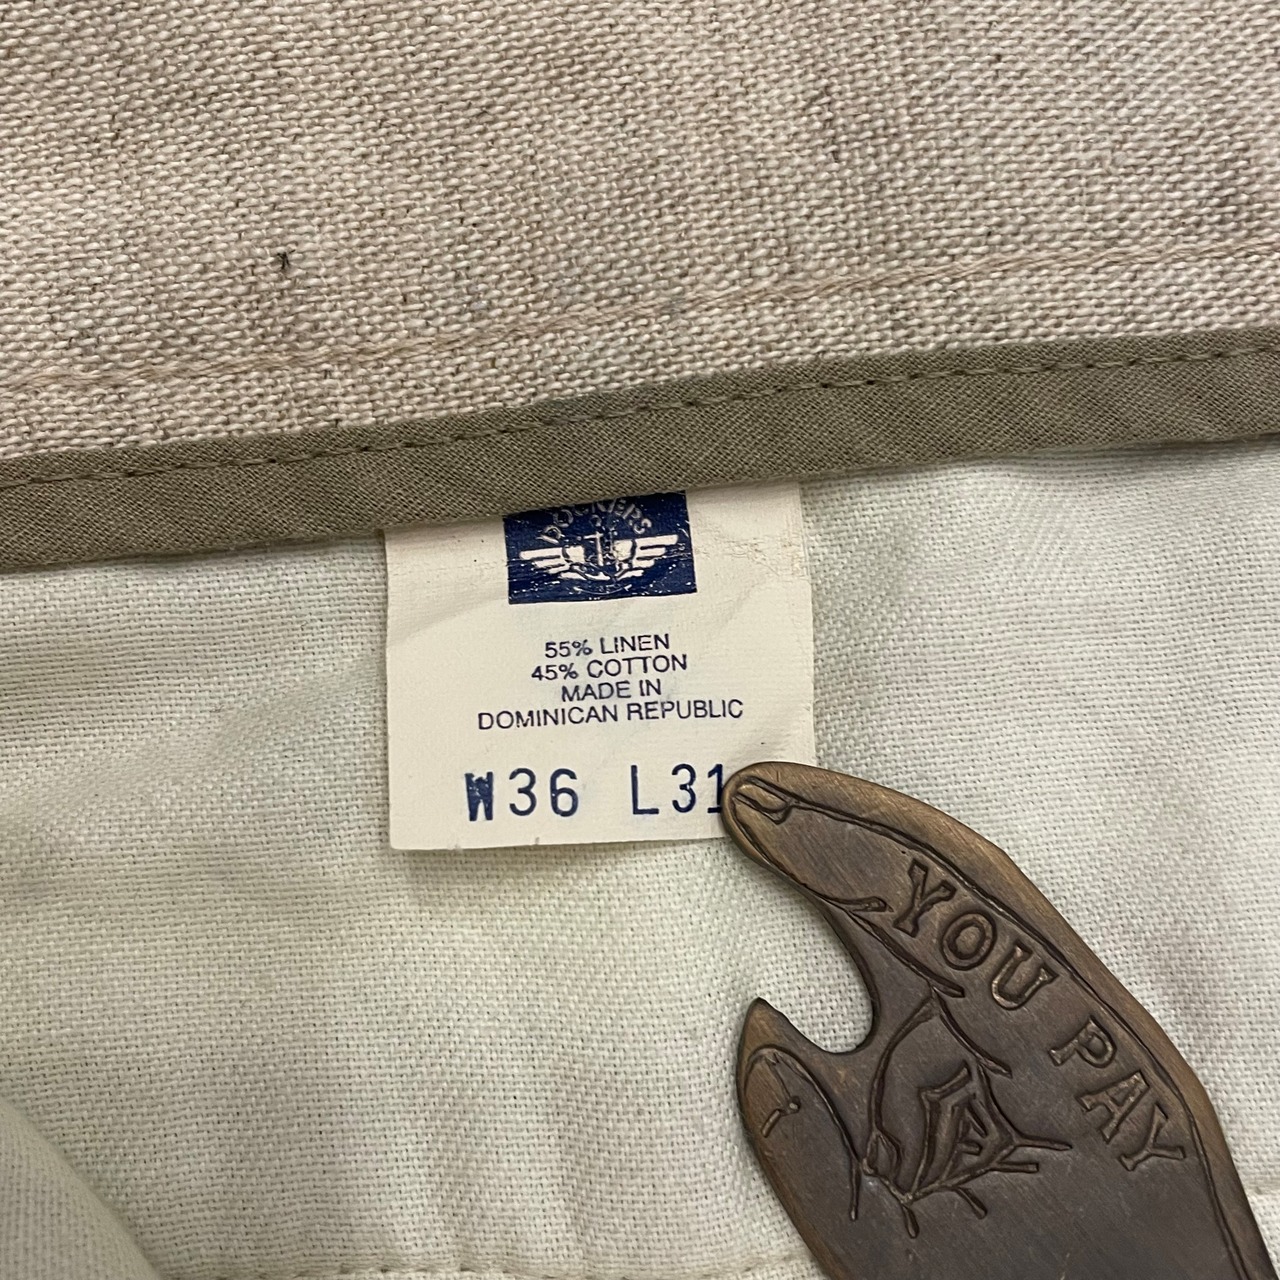 DOCKERS
55% LINEN
45% COTTON
MADE IN
DOMINICAN REPUBLIC
W36 L31
YOU PAY